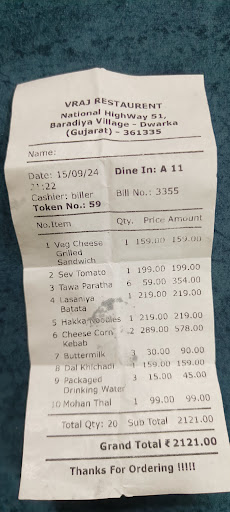 VRAJ RESTAURENT
National HighWay 51,
Baradiya Village - Dwarka
(Gujarat) - 361335
Name:
Date: 15/09/24 Dine In: A 11
21:22
Cashier: biller Bill No.: 3355
Token No.: 59
No.Item Qty. Price Amount
1 Veg Cheese 1 159.00 159.00
Grilled
Sandwich
2 Sev Tomato 1 199.00 199.00
3 Tawa Paratha 6 59.00 354.00
4 Lasaniya 1 219.00 219.00
Batata
5 Hakka Noodles 1 219.00 219.00
6 Cheese Corn 2 289.00 578.00
Kebab
7 Buttermilk 3 30.00 90.00
8 Dal Khichadi 1 159.00 159.00
9 Packaged 3 15.00 45.00
Drinking Water
10 Mohan Thal 1 99.00 99.00
Total Qty: 20 Sub Total 2121.00
Grand Total ₹ 2121.00
Thanks For Ordering !!!!!